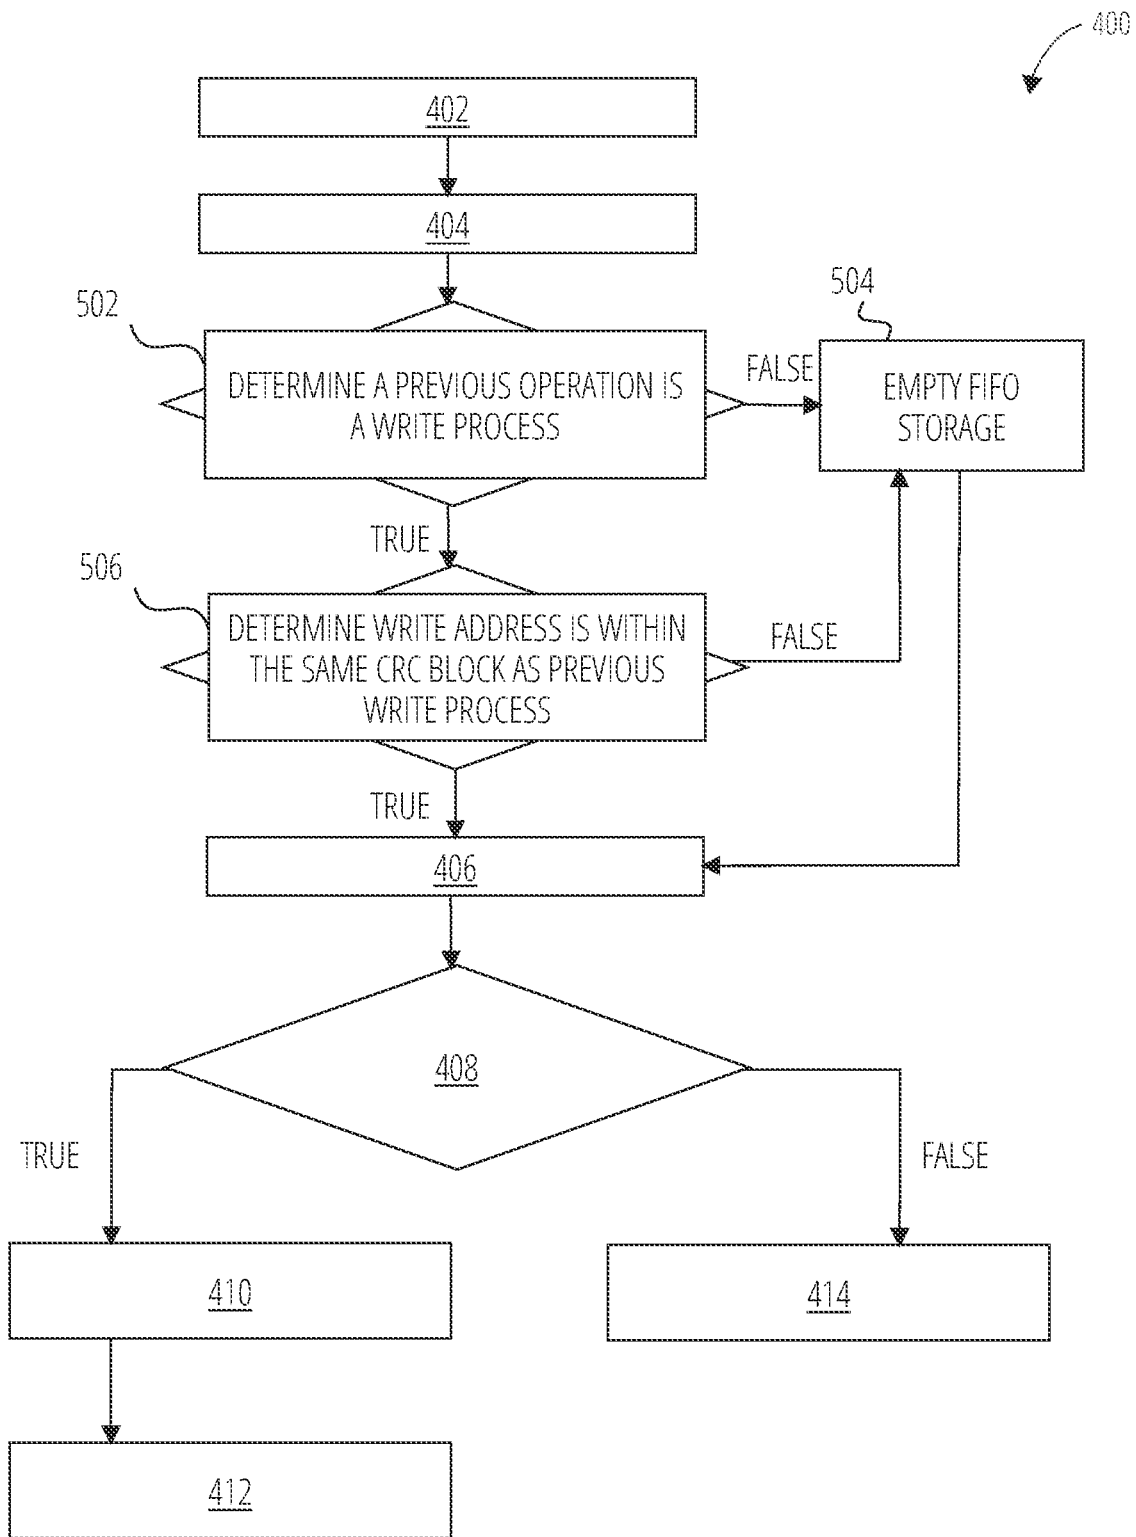 400
402
404
502
504
DETERMINE A PREVIOUS OPERATION IS
A WRITE PROCESS
FALSE
EMPTY FIFO
STORAGE
TRUE
506
DETERMINE WRITE ADDRESS IS WITHIN
THE SAME CRC BLOCK AS PREVIOUS
WRITE PROCESS
FALSE
TRUE
406
408
TRUE
FALSE
410
414
412